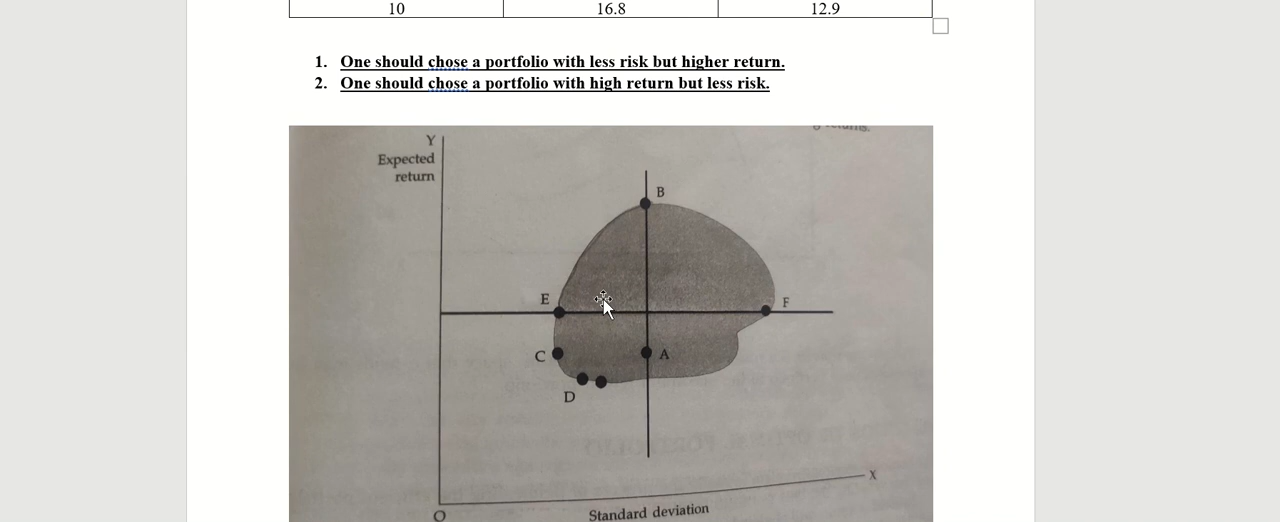 10 16.8 12.9
1. One should chose a portfolio with less risk but higher return.
2. One should chose a portfolio with high return but less risk.
Y
Expected
return
B
E
F
C
A
D
X
O
Standard deviation